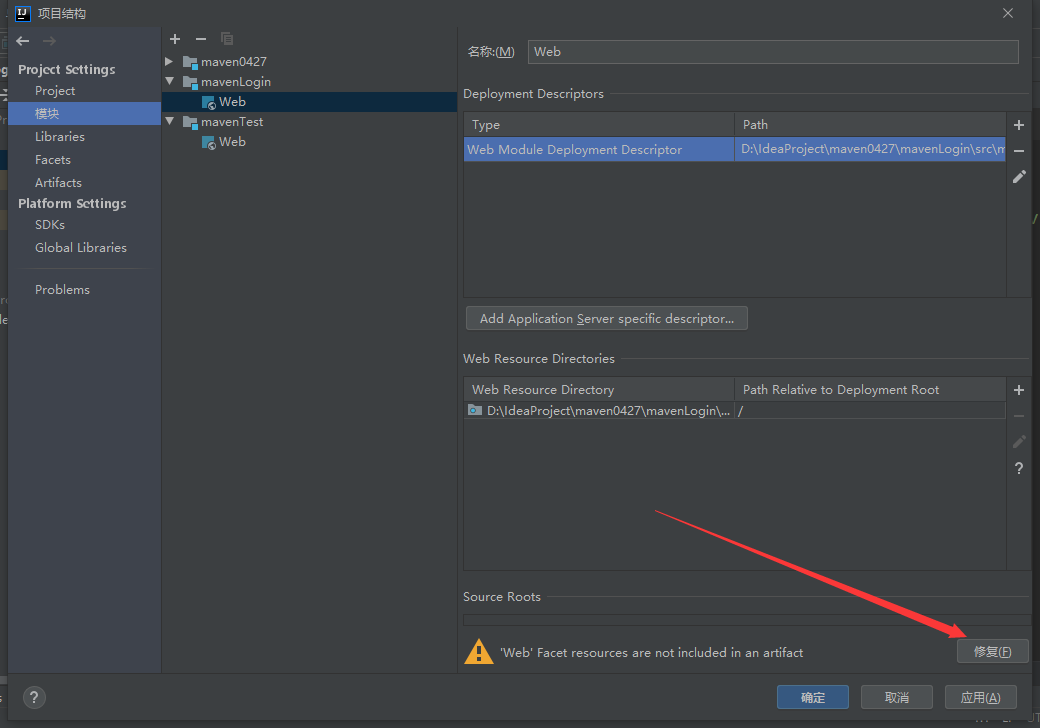 项目结构
Project Settings
Project
模块
Libraries
Facets
Artifacts
Platform Settings
SDKs
Global Libraries
Problems
maven0427
mavenLogin
Web
mavenTest
Web
名称:(M) Web
Deployment Descriptors
Type Path
Web Module Deployment Descriptor D:\IdeaProject\maven0427\mavenLogin\src\m
Add Application Server specific descriptor...
Web Resource Directories
Web Resource Directory Path Relative to Deployment Root
D:\IdeaProject\maven0427\mavenLogin\... /
Source Roots
'Web' Facet resources are not included in an artifact 修复(F)
? 确定 取消 应用(A)